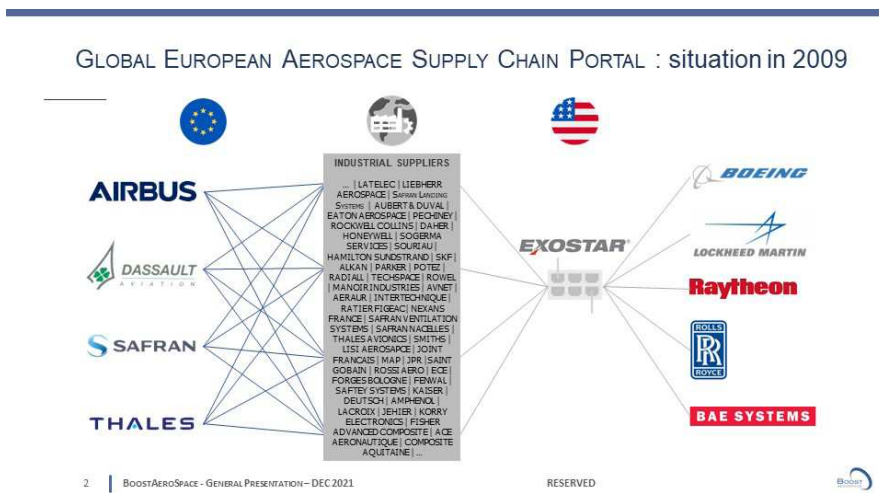 GLOBAL EUROPEAN AEROSPACE SUPPLY CHAIN PORTAL : situation in 2009
AIRBUS
DASSAULT
AVIATION
SAFRAN
THALES
INDUSTRIAL SUPPLIERS
... | LATELEC | LIEBHERR
AEROSPACE | SAFRAN LANDING
SYSTEMS | AUBERT & DUVAL |
EATON AEROSPACE | PECHINEY |
ROCKWELL COLLINS | DAHER |
HONEYWELL | SOGERMA
SERVICES | SOURIAU |
HAMILTON SUNDSTRAND | SKF |
ALKAN | PARKER | POTEZ |
RADIALL | TECHSPACE | ROWEL
| MANOIR INDUSTRIES | AVNET |
AERAUR | INTERTECHNIQUE |
RATIER FIGEAC | NEXANS
FRANCE | SAFRAN VENTILATION
SYSTEMS | SAFRAN NACELLES |
THALES AVIONICS | SMITHS |
LISI AEROSAPCE | JOINT
FRANCAIS | MAP | JPR | SAINT
GOBAIN | ROSSI AERO | ECE |
FORGES BOLOGNE | FENWAL |
SAFTEY SYSTEMS | KAISER |
DEUTSCH | AMPHENOL |
LACROIX | JEHIER | KORRY
ELECTRONICS | FISHER
ADVANCED COMPOSITE | ACE
AERONAUTIQUE | COMPOSITE
AQUITAINE | ...
EXOSTAR
BOEING
LOCKHEED MARTIN
Raytheon
ROLLS
RR
ROYCE
BAE SYSTEMS
2
BOOSTAEROSPACE - GENERAL PRESENTATION – DEC 2021
RESERVED
BOOST